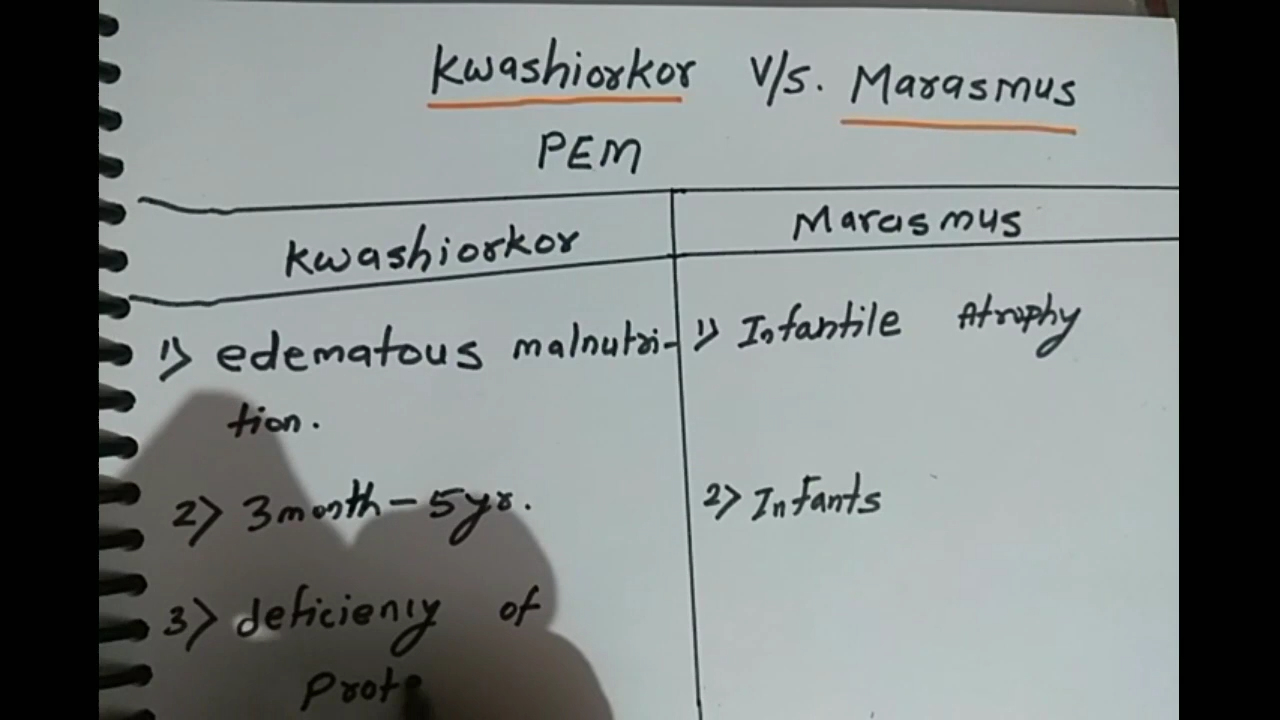 Kwashiorkor V/S. Marasmus
PEM
Kwashiorkor
Marasmus
1> edematous malnutri-
tion.
2> 3month - 5yr.
3> deficiency of
Prote
1> Infantile Atrophy
2> Infants